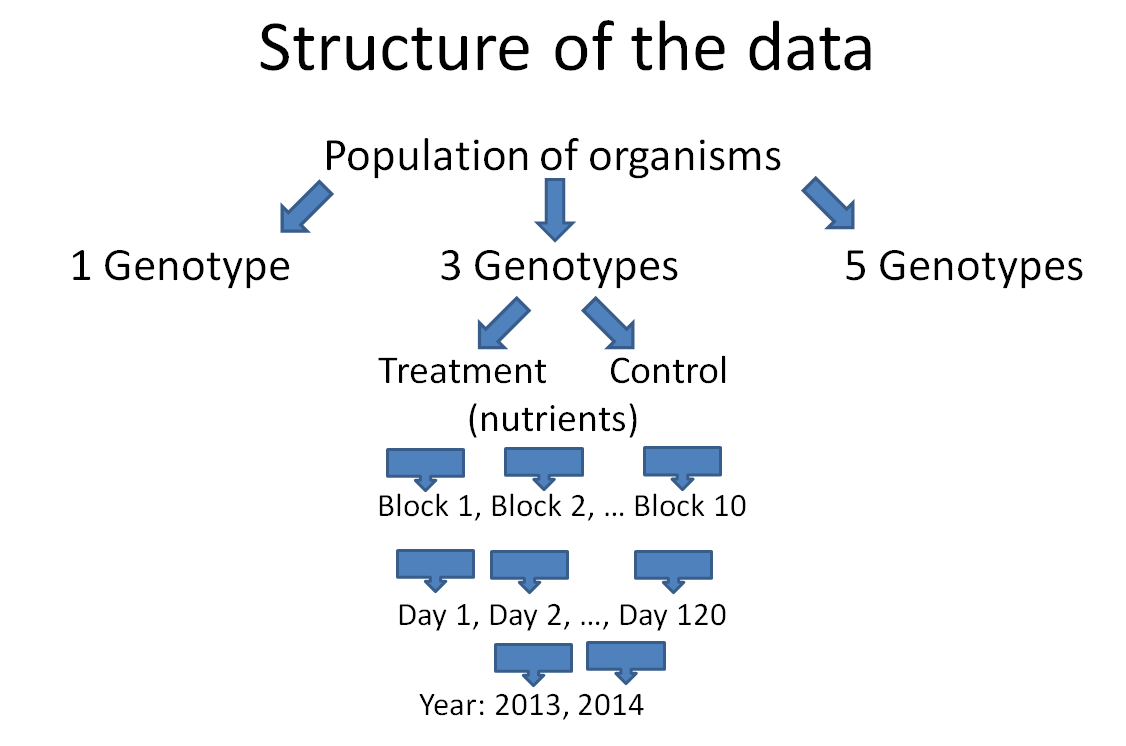 Structure of the data
Population of organisms
1 Genotype 3 Genotypes 5 Genotypes
Treatment Control
(nutrients)
Block 1, Block 2, ... Block 10
Day 1, Day 2, ..., Day 120
Year: 2013, 2014